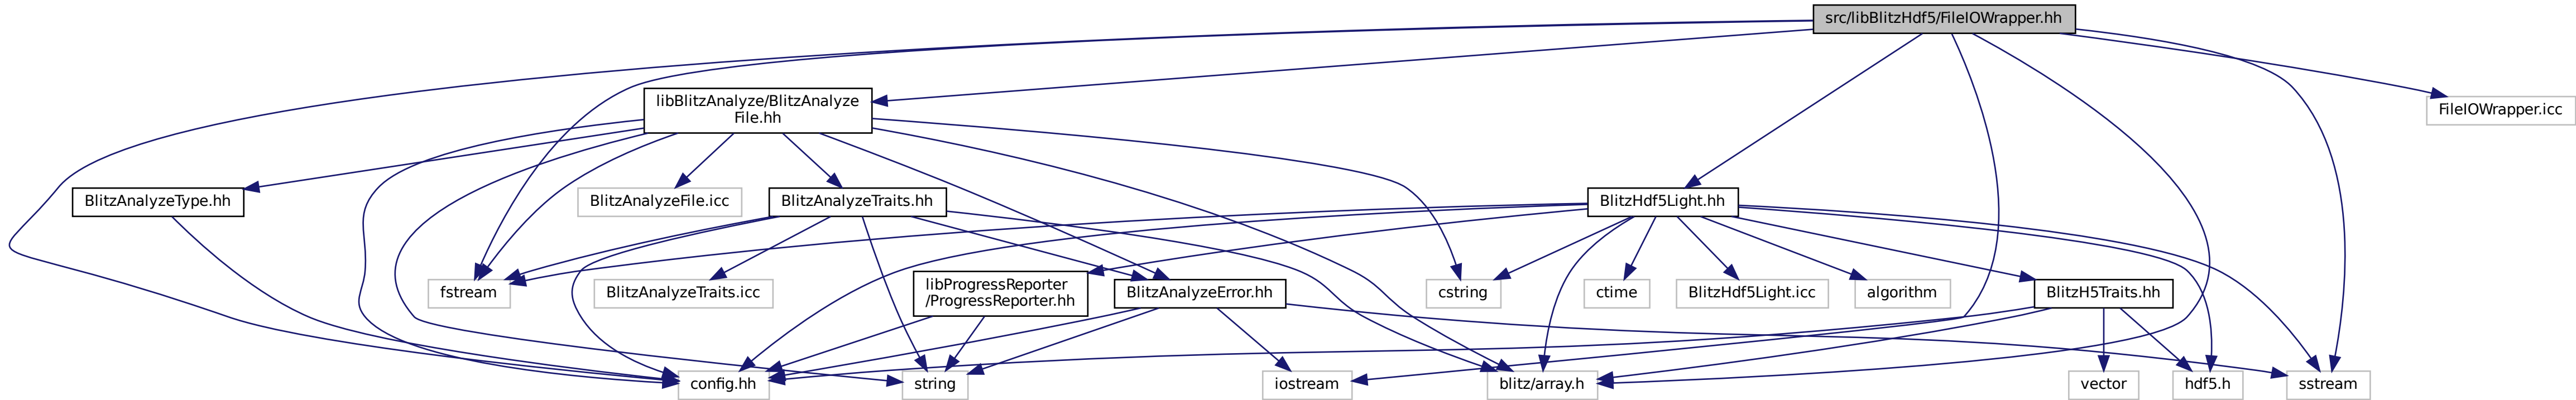 src/libBlitzHdf5/FileIOWrapper.hh
libBlitzAnalyze/BlitzAnalyze
File.hh
FileIOWrapper.icc
BlitzAnalyzeType.hh
BlitzAnalyzeFile.icc
BlitzAnalyzeTraits.hh
BlitzHdf5Light.hh
fstream
BlitzAnalyzeTraits.icc
libProgressReporter
/ProgressReporter.hh
BlitzAnalyzeError.hh
cstring
ctime
BlitzHdf5Light.icc
algorithm
BlitzH5Traits.hh
config.hh
string
iostream
blitz/array.h
vector
hdf5.h
sstream